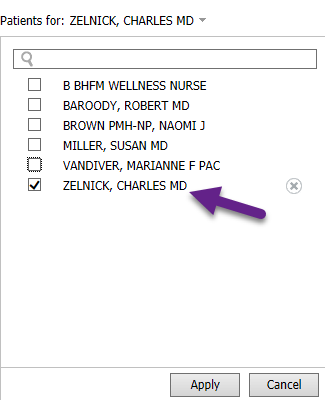 Patients for: ZELNICK, CHARLES MD
B BHFM WELLNESS NURSE
BAROODY, ROBERT MD
BROWN PMH-NP, NAOMI J
MILLER, SUSAN MD
VANDIVER, MARIANNE F PAC
ZELNICK, CHARLES MD
Apply Cancel